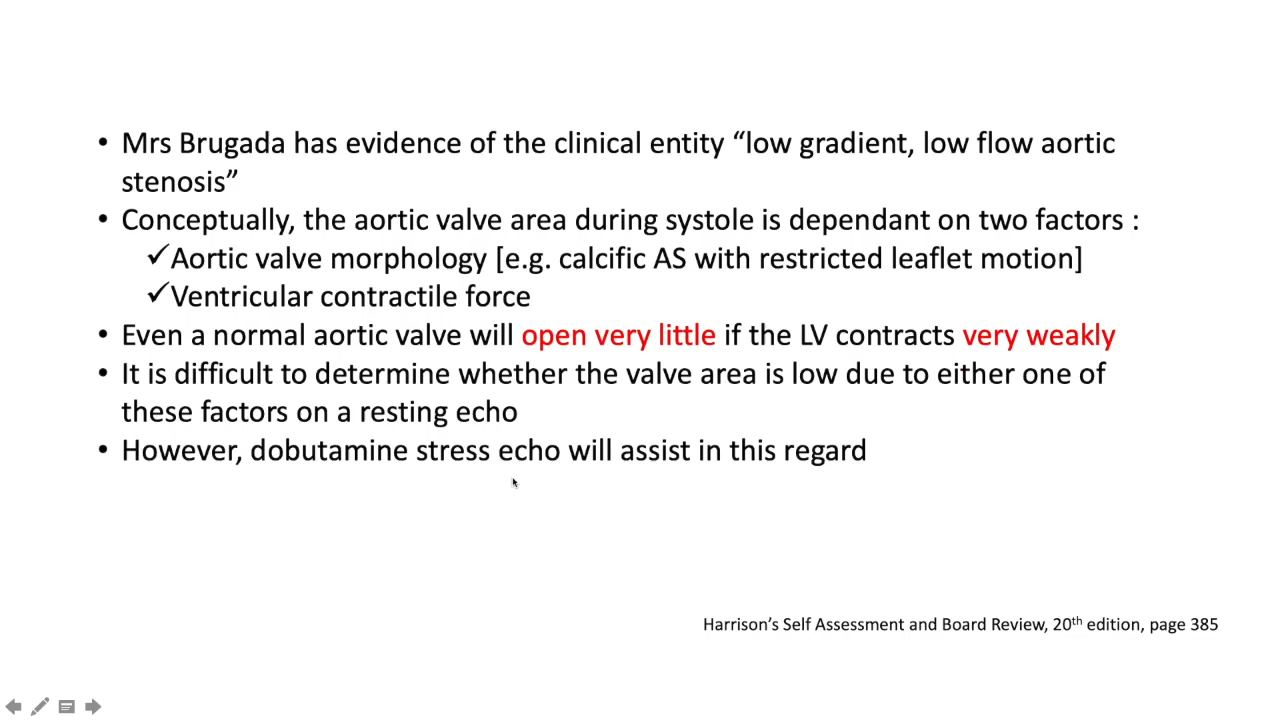 • Mrs Brugada has evidence of the clinical entity “low gradient, low flow aortic
stenosis”
• Conceptually, the aortic valve area during systole is dependant on two factors :
✓Aortic valve morphology [e.g. calcific AS with restricted leaflet motion]
✓Ventricular contractile force
• Even a normal aortic valve will open very little if the LV contracts very weakly
• It is difficult to determine whether the valve area is low due to either one of
these factors on a resting echo
• However, dobutamine stress echo will assist in this regard
Harrison’s Self Assessment and Board Review, 20th edition, page 385